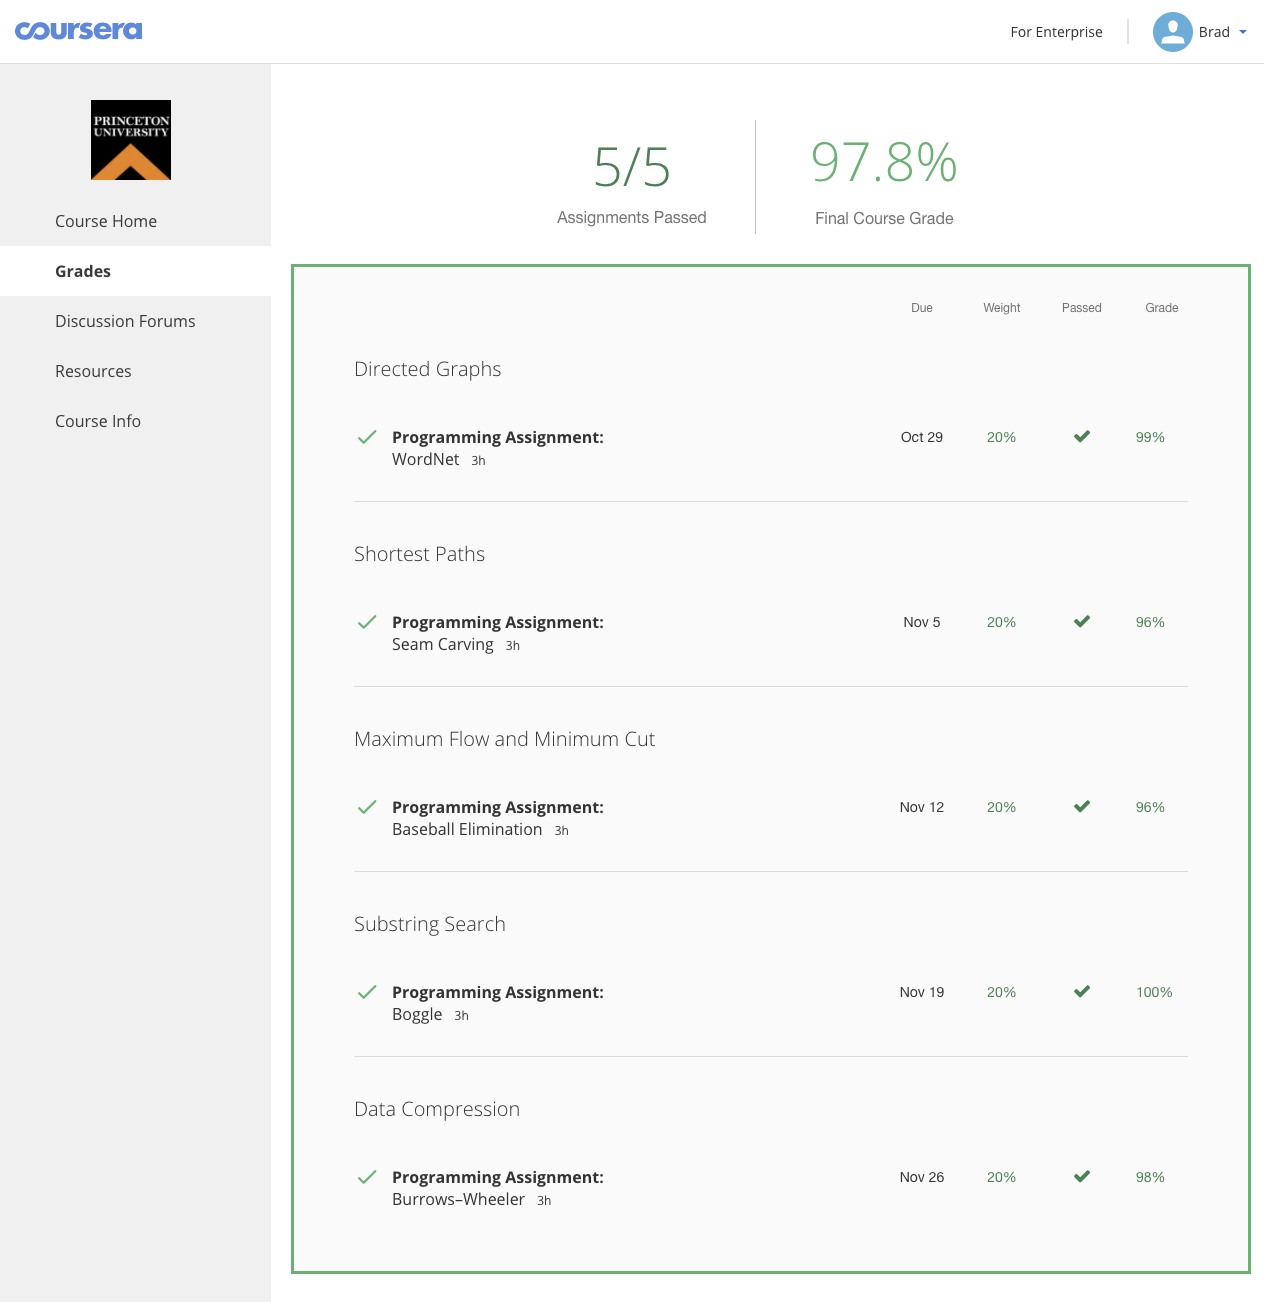 coursera
For Enterprise
Brad
PRINCETON
UNIVERSITY
Course Home
Grades
Discussion Forums
Resources
Course Info
5/5
Assignments Passed
97.8%
Final Course Grade
Due Weight Passed Grade
Directed Graphs
Programming Assignment: Oct 29 20% 99%
WordNet 3h
Shortest Paths
Programming Assignment: Nov 5 20% 96%
Seam Carving 3h
Maximum Flow and Minimum Cut
Programming Assignment: Nov 12 20% 96%
Baseball Elimination 3h
Substring Search
Programming Assignment: Nov 19 20% 100%
Boggle 3h
Data Compression
Programming Assignment: Nov 26 20% 98%
Burrows–Wheeler 3h